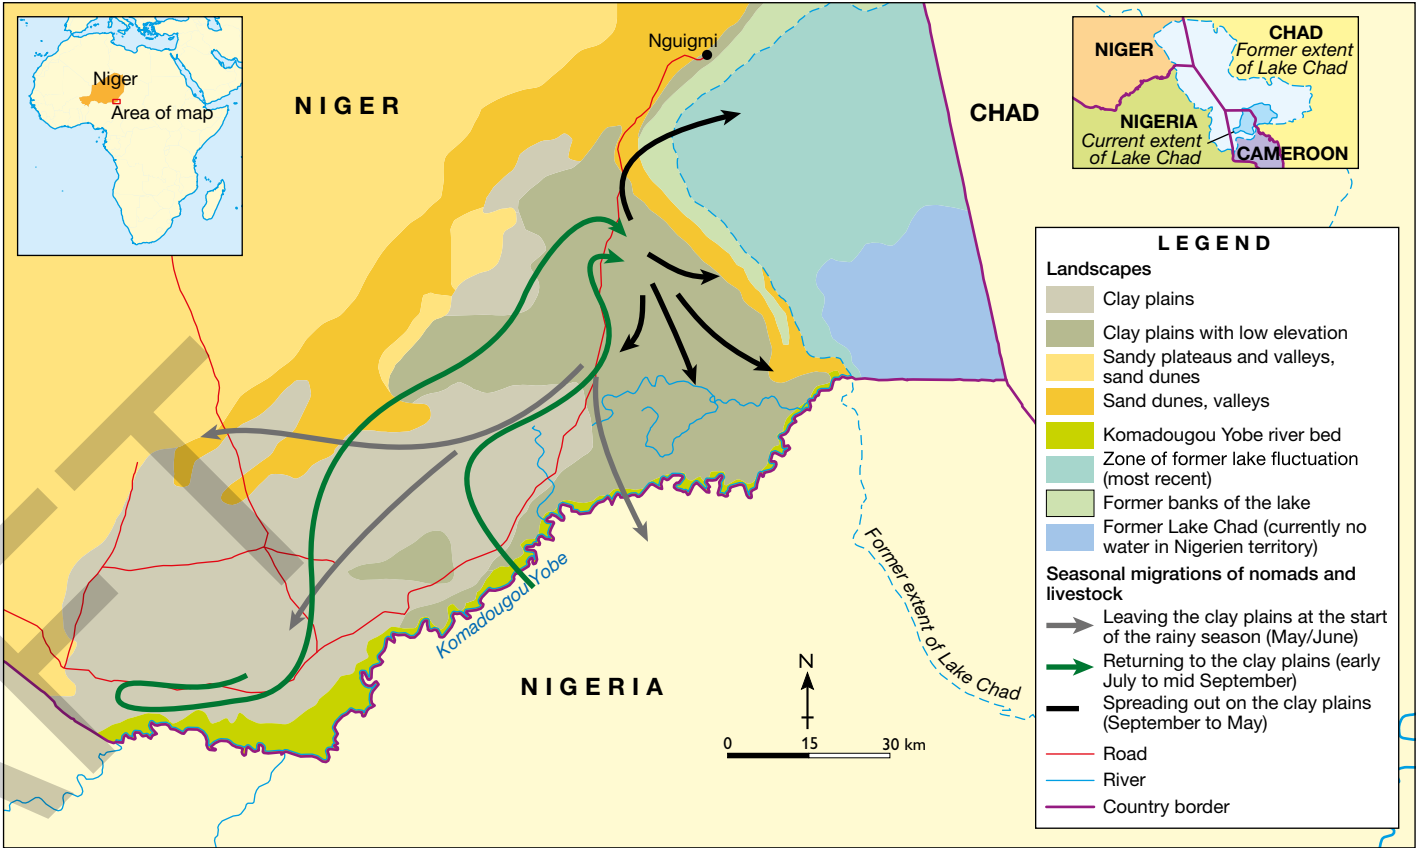 Niger
Area of map
NIGER
Nguigmi
CHAD
NIGER
CHAD
Former extent
of Lake Chad
NIGERIA
Current extent
of Lake Chad
CAMEROON
LEGEND
Landscapes
Clay plains
Clay plains with low elevation
Sandy plateaus and valleys,
sand dunes
Sand dunes, valleys
Komadougou Yobe river bed
Zone of former lake fluctuation
(most recent)
Former banks of the lake
Former Lake Chad (currently no
water in Nigerien territory)
Seasonal migrations of nomads and
livestock
Leaving the clay plains at the start
of the rainy season (May/June)
Returning to the clay plains (early
July to mid September)
Spreading out on the clay plains
(September to May)
Road
River
Country border
Komadougou Yobe
Former extent of Lake Chad
NIGERIA
N
0 15 30 km